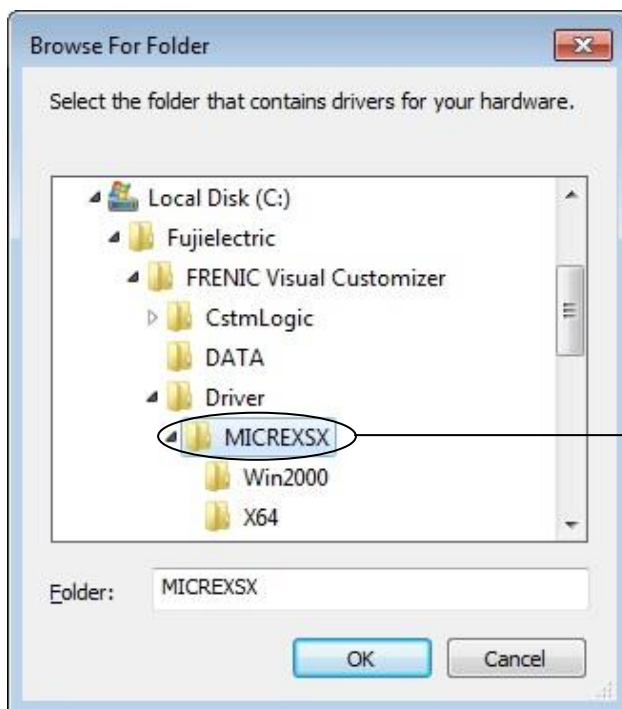 Browse For Folder
Select the folder that contains drivers for your hardware.
Local Disk (C:)
Fujielectric
FRENIC Visual Customizer
CstmLogic
DATA
Driver
MICREXSX
Win2000
X64
Folder: MICREXSX
OK Cancel